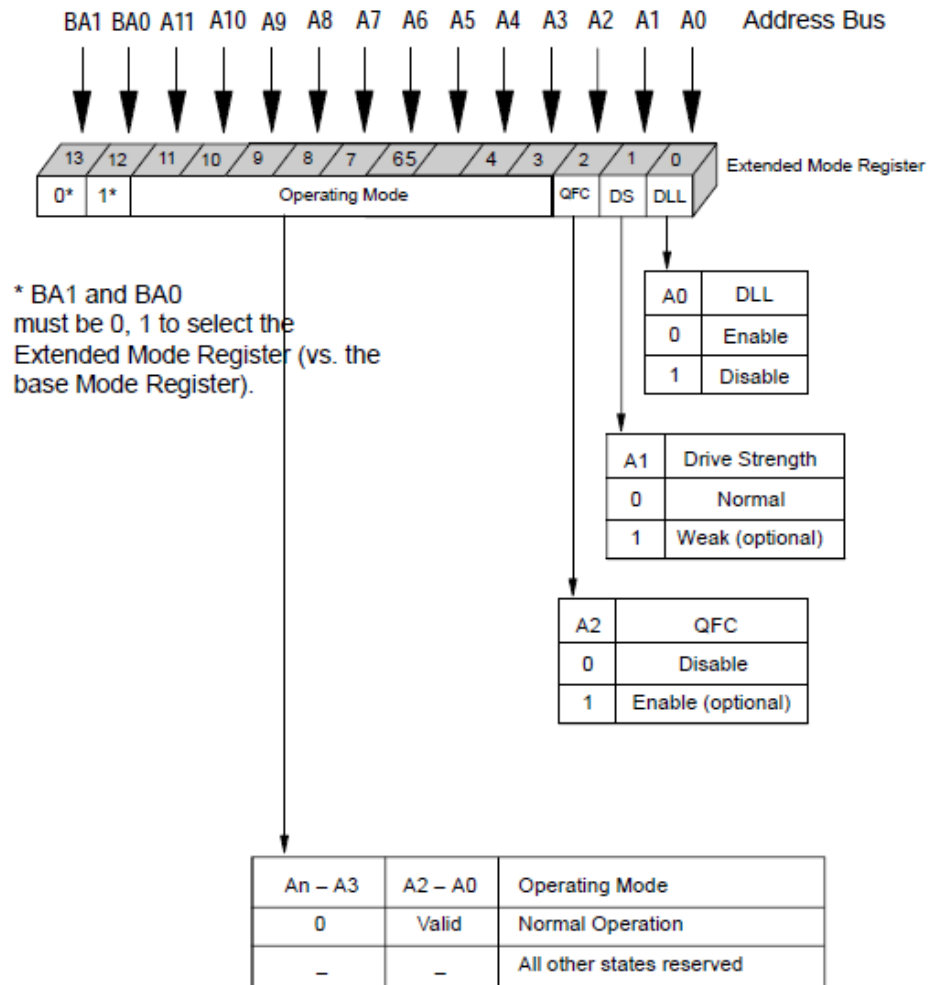 BA1 BA0 A11 A10 A9 A8 A7 A6 A5 A4 A3 A2 A1 A0 Address Bus
13 12 11 10 9 8 7 65 4 3 2 1 0
Extended Mode Register
0* 1* Operating Mode QFC DS DLL
* BA1 and BA0
must be 0, 1 to select the
Extended Mode Register (vs. the
base Mode Register).
A0 DLL
0 Enable
1 Disable
A1 Drive Strength
0 Normal
1 Weak (optional)
A2 QFC
0 Disable
1 Enable (optional)
An – A3 A2 – A0 Operating Mode
0 Valid Normal Operation
– – All other states reserved